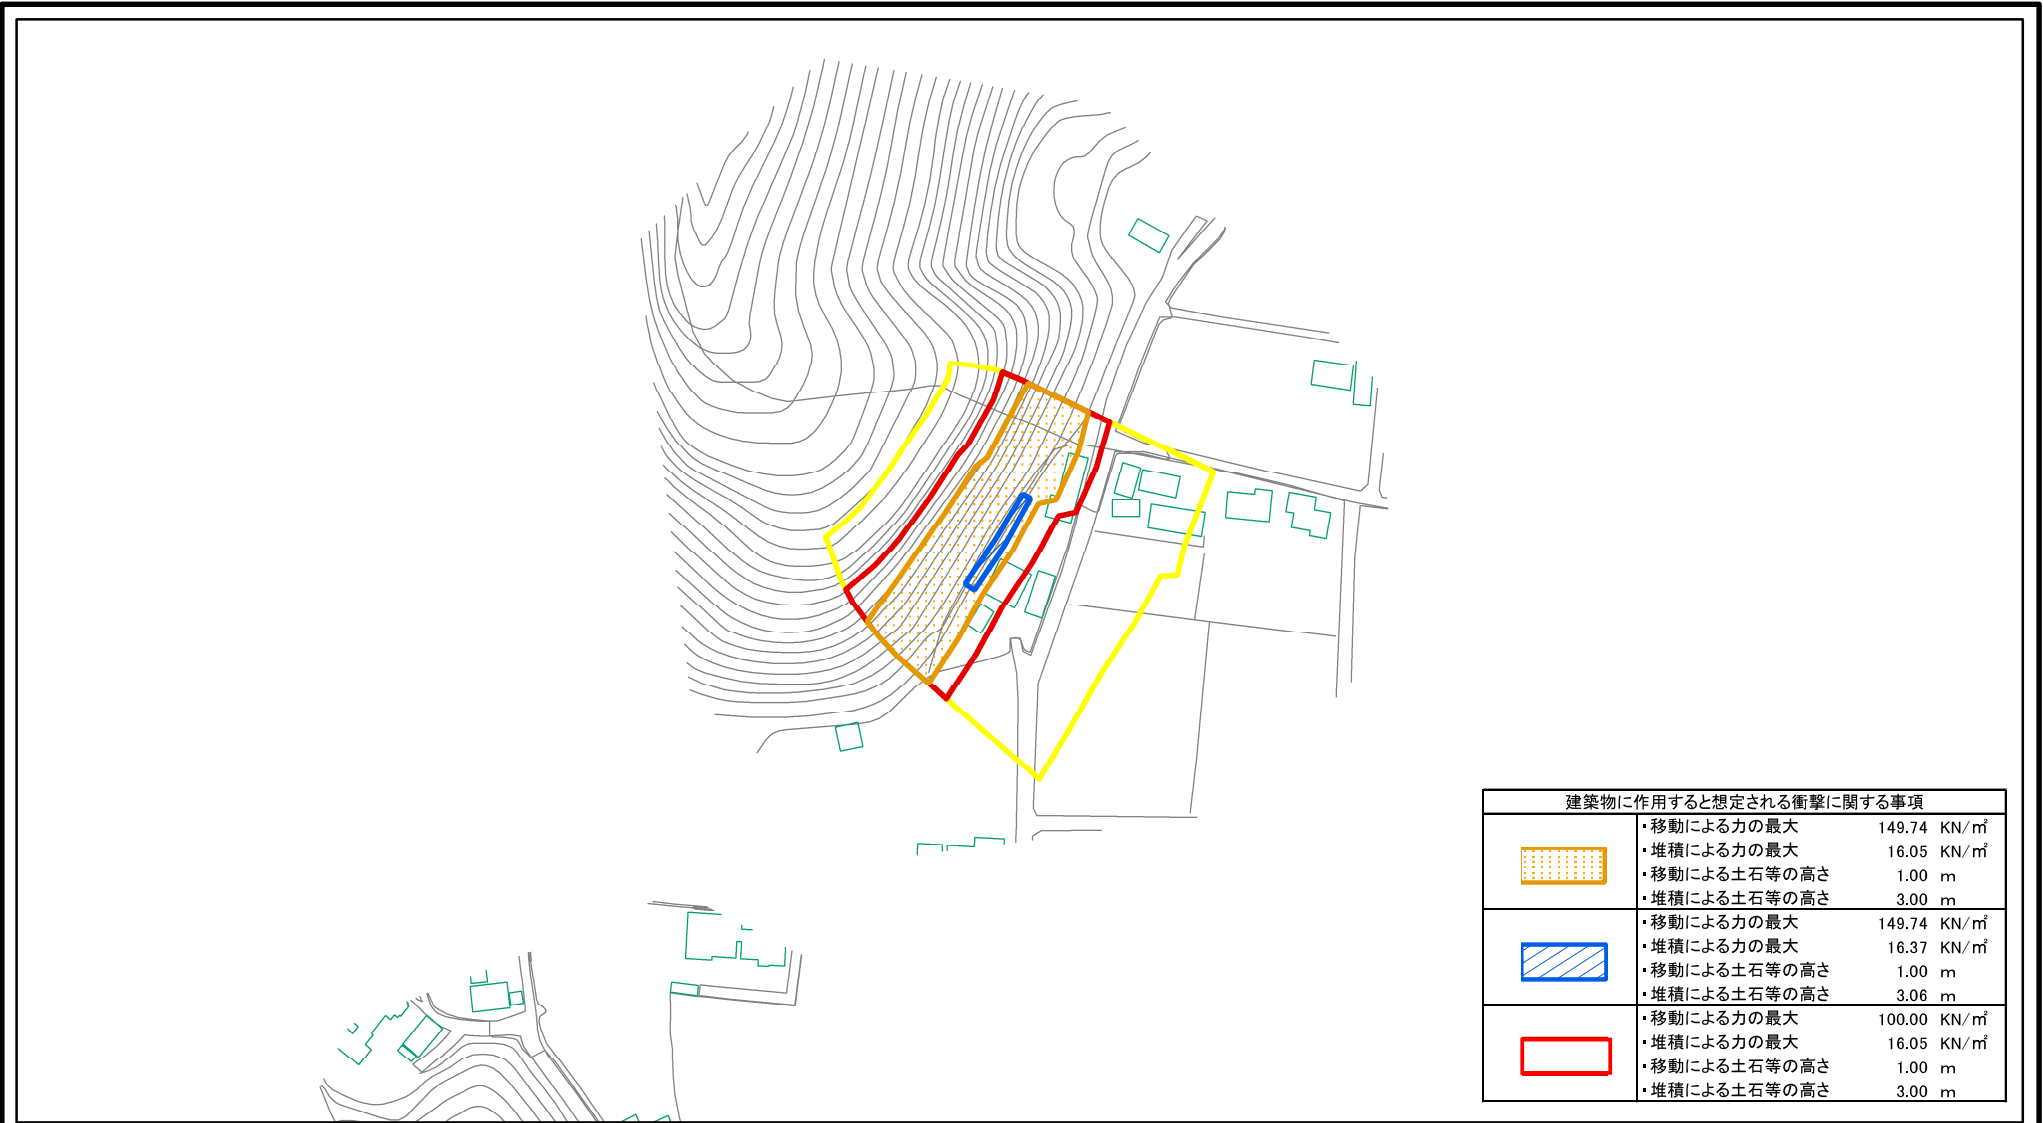 建築物に作用すると想定される衝撃に関する事項
・移動による力の最大 149.74 KN/㎡
・堆積による力の最大 16.05 KN/㎡
・移動による土石等の高さ 1.00 m
・堆積による土石等の高さ 3.00 m
・移動による力の最大 149.74 KN/㎡
・堆積による力の最大 16.37 KN/㎡
・移動による土石等の高さ 1.00 m
・堆積による土石等の高さ 3.06 m
・移動による力の最大 100.00 KN/㎡
・堆積による力の最大 16.05 KN/㎡
・移動による土石等の高さ 1.00 m
・堆積による土石等の高さ 3.00 m